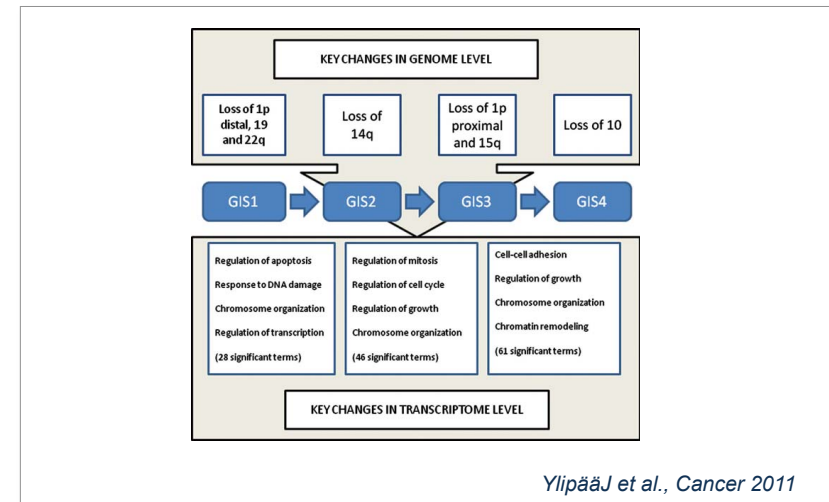 KEY CHANGES IN GENOME LEVEL
Loss of 1p
distal, 19
and 22q
Loss of
14q
Loss of 1p
proximal
and 15q
Loss of 10
GIS1
GIS2
GIS3
GIS4
Regulation of apoptosis
Response to DNA damage
Chromosome organization
Regulation of transcription
(28 significant terms)
Regulation of mitosis
Regulation of cell cycle
Regulation of growth
Chromosome organization
(46 significant terms)
Cell-cell adhesion
Regulation of growth
Chromosome organization
Chromatin remodeling
(61 significant terms)
KEY CHANGES IN TRANSCRIPTOME LEVEL
YlipääJ et al., Cancer 2011